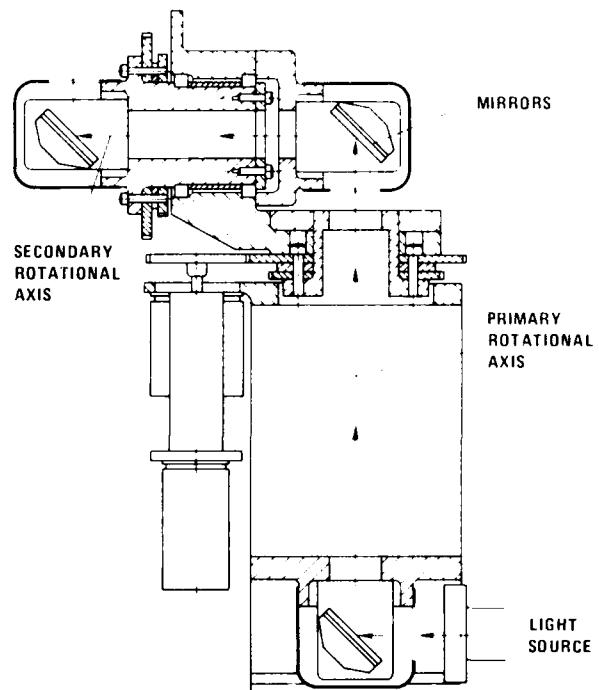 MIRRORS
SECONDARY
ROTATIONAL
AXIS
PRIMARY
ROTATIONAL
AXIS
LIGHT
SOURCE